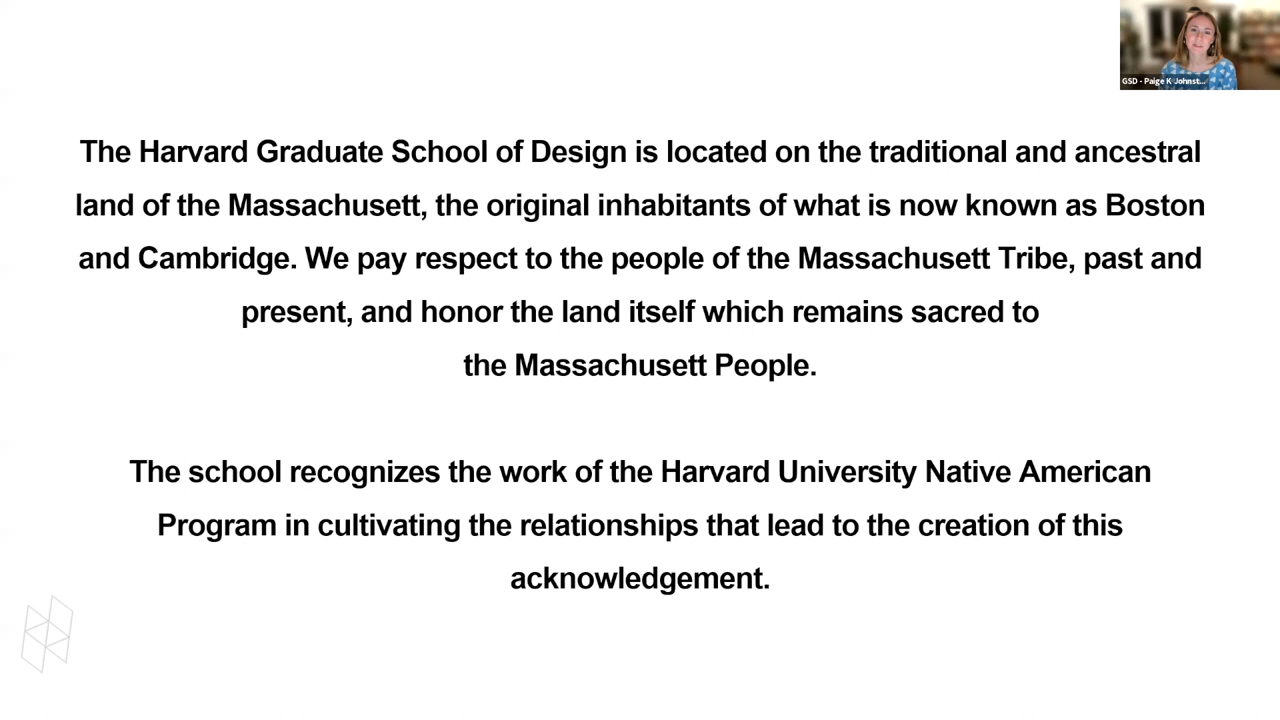 GSD - Paige K Johnst...
The Harvard Graduate School of Design is located on the traditional and ancestral
land of the Massachusett, the original inhabitants of what is now known as Boston
and Cambridge. We pay respect to the people of the Massachusett Tribe, past and
present, and honor the land itself which remains sacred to
the Massachusett People.
The school recognizes the work of the Harvard University Native American
Program in cultivating the relationships that lead to the creation of this
acknowledgement.